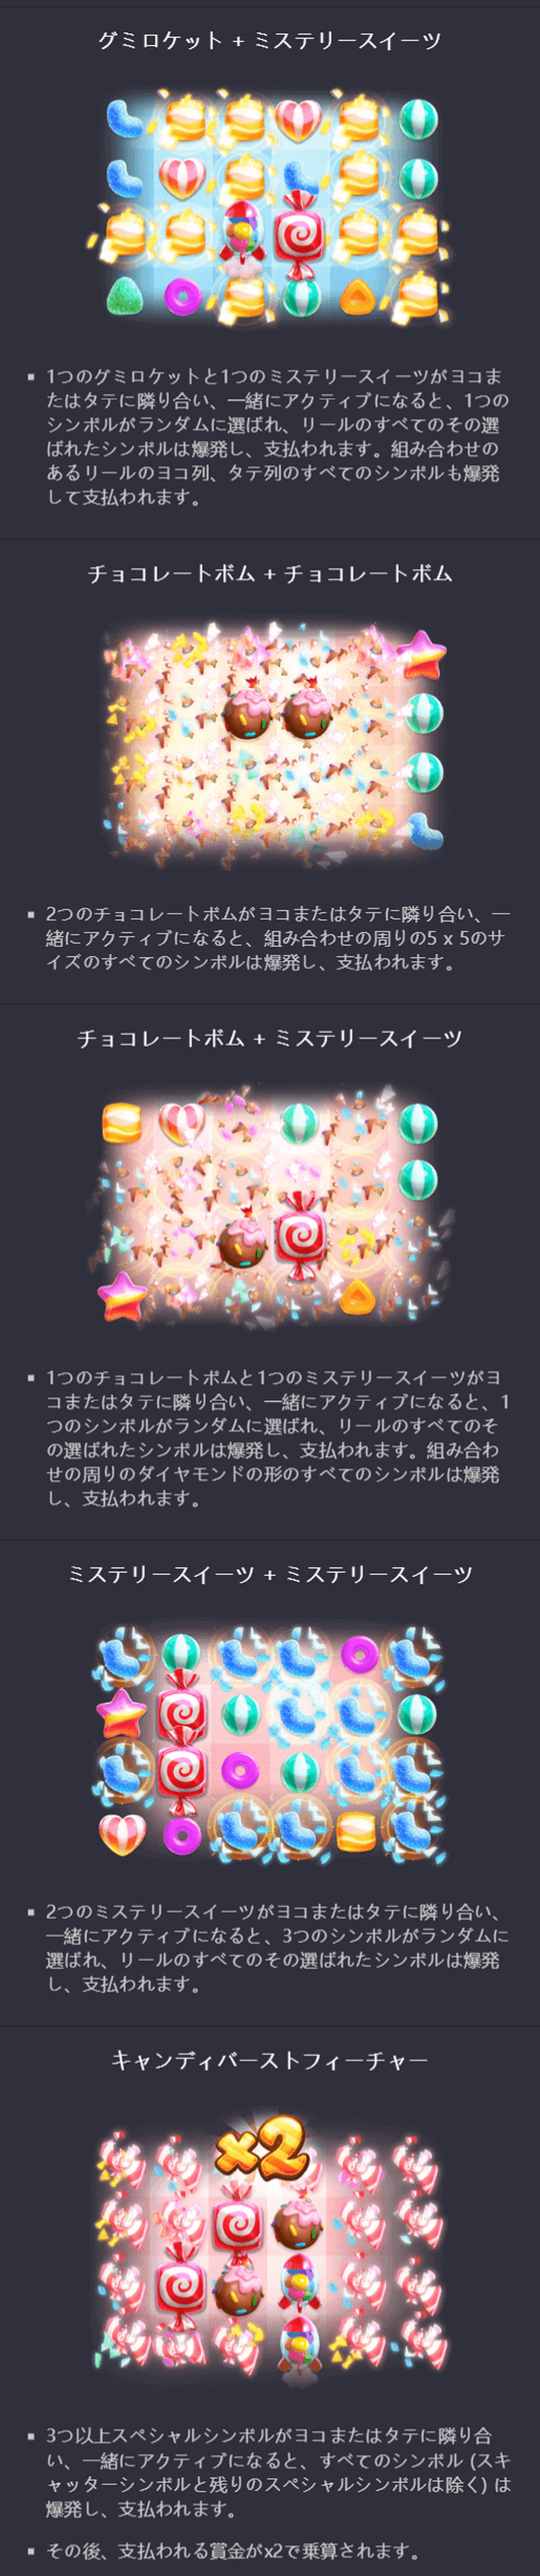 グミロケット + ミステリースイーツ
1つのグミロケットと1つのミステリースイーツがヨコま
たはタテに隣り合い、一緒にアクティブになると、1つの
シンボルがランダムに選ばれ、リールのすべてのその選
ばれたシンボルは爆発し、支払われます。組み合わせの
あるリールのヨコ列、タテ列のすべてのシンボルも爆発
して支払われます。
チョコレートボム + チョコレートボム
2つのチョコレートボムがヨコまたはタテに隣り合い、一
緒にアクティブになると、組み合わせの周りの5 x 5のサ
イズのすべてのシンボルは爆発し、支払われます。
チョコレートボム + ミステリースイーツ
1つのチョコレートボムと1つのミステリースイーツがヨ
コまたはタテに隣り合い、一緒にアクティブになると、1
つのシンボルがランダムに選ばれ、リールのすべてのそ
の選ばれたシンボルは爆発し、支払われます。組み合わ
せの周りのダイヤモンドの形のすべてのシンボルは爆発
し、支払われます。
ミステリースイーツ + ミステリースイーツ
2つのミステリースイーツがヨコまたはタテに隣り合い、
一緒にアクティブになると、3つのシンボルがランダムに
選ばれ、リールのすべてのその選ばれたシンボルは爆発
し、支払われます。
キャンディバーストフィーチャー
x2
3つ以上スペシャルシンボルがヨコまたはタテに隣り合
い、一緒にアクティブになると、すべてのシンボル (スキ
ャッターシンボルと残りのスペシャルシンボルは除く) は
爆発し、支払われます。
その後、支払われる賞金がx2で乗算されます。